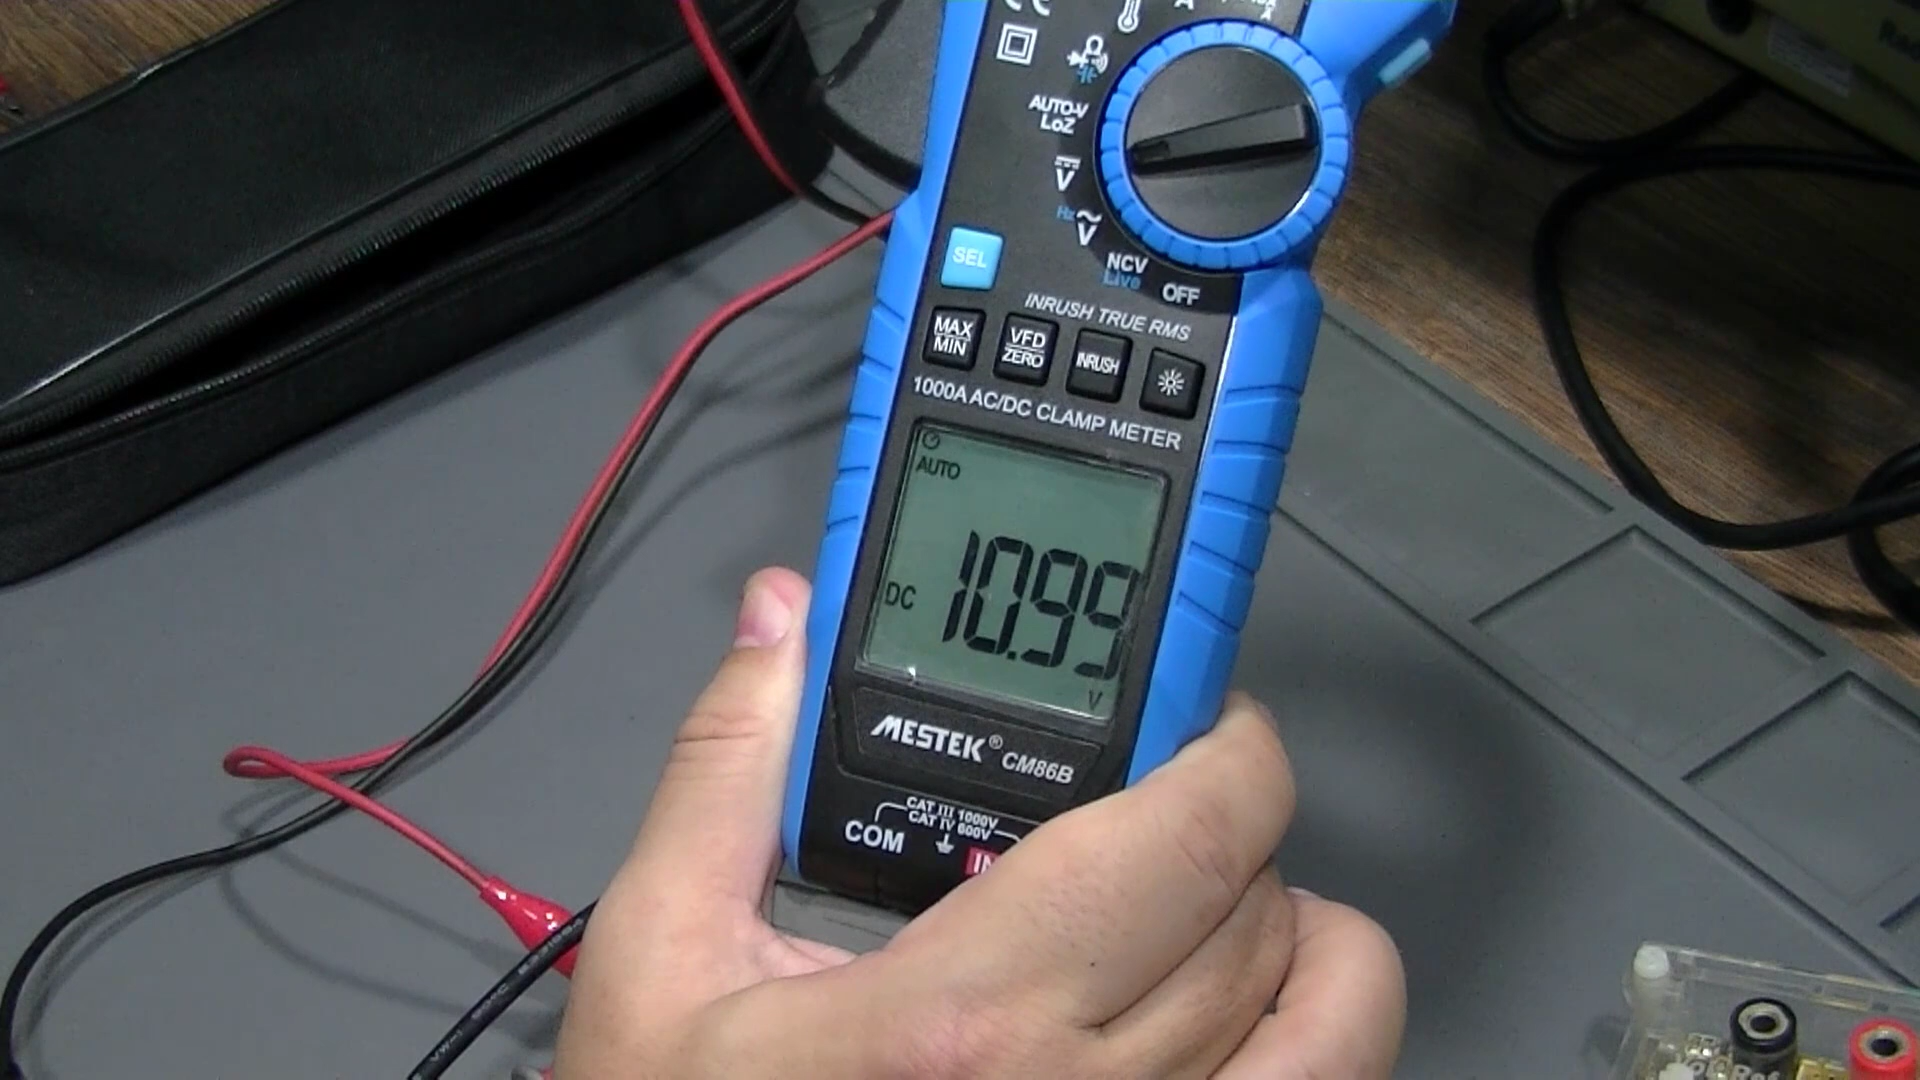 AUTO-V
LoZ
V
Hz
V
NCV
Live
OFF
SEL
INRUSH TRUE RMS
MAX
MIN
VFD
ZERO
INRUSH
1000A AC/DC CLAMP METER
AUTO
DC
10.99
V
MESTEK®
CM86B
CAT III 1000V
CAT IV 600V
COM